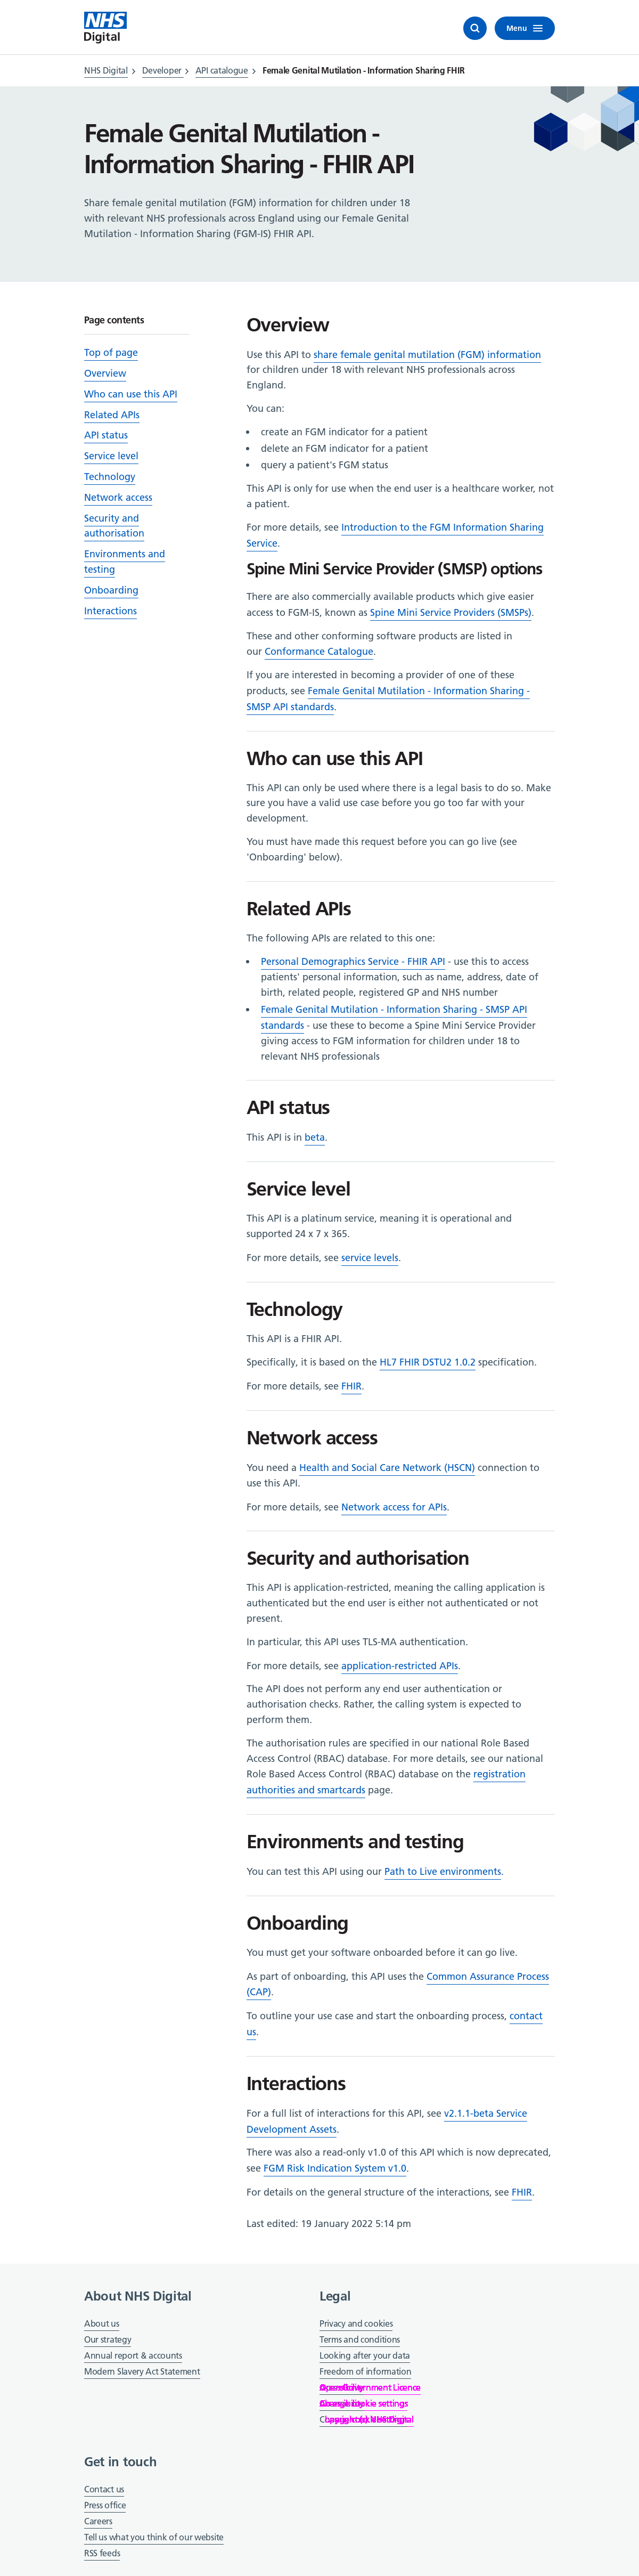 NHS
Digital
Menu
NHS Digital > Developer > API catalogue > Female Genital Mutilation - Information Sharing FHIR
Female Genital Mutilation -
Information Sharing - FHIR API
Share female genital mutilation (FGM) information for children under 18
with relevant NHS professionals across England using our Female Genital
Mutilation - Information Sharing (FGM-IS) FHIR API.
Page contents
Top of page
Overview
Who can use this API
Related APIs
API status
Service level
Technology
Network access
Security and
authorisation
Environments and
testing
Onboarding
Interactions
Overview
Use this API to share female genital mutilation (FGM) information
for children under 18 with relevant NHS professionals across
England.
You can:
• create an FGM indicator for a patient
• delete an FGM indicator for a patient
• query a patient's FGM status
This API is only for use when the end user is a healthcare worker, not
a patient.
For more details, see Introduction to the FGM Information Sharing
Service.
Spine Mini Service Provider (SMSP) options
There are also commercially available products which give easier
access to FGM-IS, known as Spine Mini Service Providers (SMSPs).
These and other conforming software products are listed in
our Conformance Catalogue.
If you are interested in becoming a provider of one of these
products, see Female Genital Mutilation - Information Sharing -
SMSP API standards.
Who can use this API
This API can only be used where there is a legal basis to do so. Make
sure you have a valid use case before you go too far with your
development.
You must have made this request before you can go live (see
'Onboarding' below).
Related APIs
The following APIs are related to this one:
• Personal Demographics Service - FHIR API - use this to access
patients' personal information, such as name, address, date of
birth, related people, registered GP and NHS number
• Female Genital Mutilation - Information Sharing - SMSP API
standards - use these to become a Spine Mini Service Provider
giving access to FGM information for children under 18 to
relevant NHS professionals
API status
This API is in beta.
Service level
This API is a platinum service, meaning it is operational and
supported 24 x 7 x 365.
For more details, see service levels.
Technology
This API is a FHIR API.
Specifically, it is based on the HL7 FHIR DSTU2 1.0.2 specification.
For more details, see FHIR.
Network access
You need a Health and Social Care Network (HSCN) connection to
use this API.
For more details, see Network access for APIs.
Security and authorisation
This API is application-restricted, meaning the calling application is
authenticated but the end user is either not authenticated or not
present.
In particular, this API uses TLS-MA authentication.
For more details, see application-restricted APIs.
The API does not perform any end user authentication or
authorisation checks. Rather, the calling system is expected to
perform them.
The authorisation rules are specified in our national Role Based
Access Control (RBAC) database. For more details, see our national
Role Based Access Control (RBAC) database on the registration
authorities and smartcards page.
Environments and testing
You can test this API using our Path to Live environments.
Onboarding
You must get your software onboarded before it can go live.
As part of onboarding, this API uses the Common Assurance Process
(CAP).
To outline your use case and start the onboarding process, contact
us.
Interactions
For a full list of interactions for this API, see v2.1.1-beta Service
Development Assets.
There was also a read-only v1.0 of this API which is now deprecated,
see FGM Risk Indication System v1.0.
For details on the general structure of the interactions, see FHIR.
Last edited: 19 January 2022 5:14 pm
About NHS Digital
About us
Our strategy
Annual report & accounts
Modern Slavery Act Statement
Legal
Privacy and cookies
Terms and conditions
Looking after your data
Freedom of information
Get in touch
Contact us
Press office
Careers
Tell us what you think of our website
RSS feeds